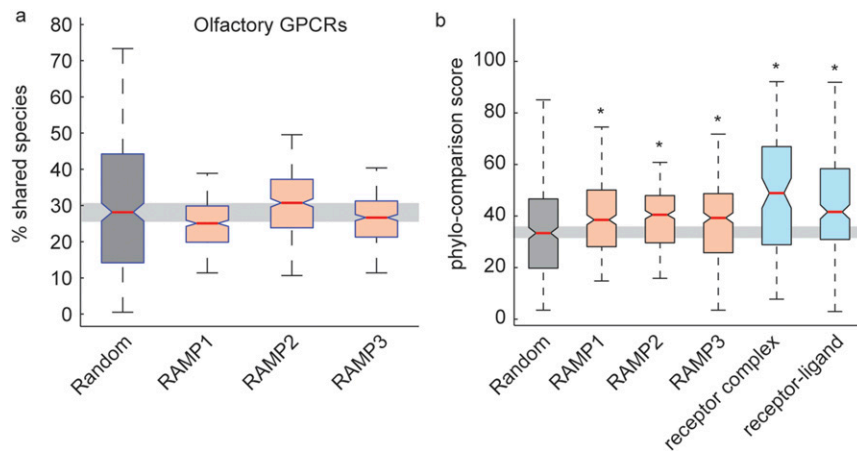 a
Olfactory GPCRs
% shared species
80
70
60
50
40
30
20
10
0
Random
RAMP1
RAMP2
RAMP3
b
phylo-comparison score
100
80
60
40
20
0
*
*
*
*
*
Random
RAMP1
RAMP2
RAMP3
receptor complex
receptor-ligand